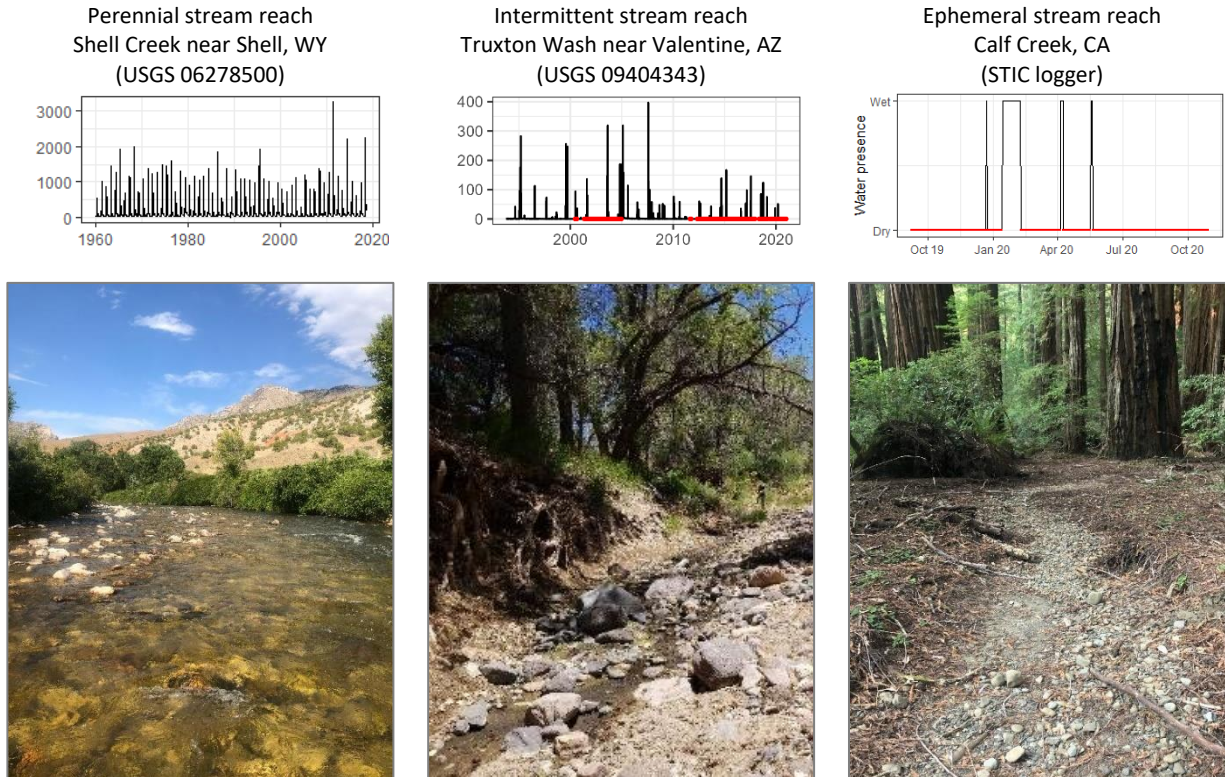 Perennial stream reach
Shell Creek near Shell, WY
(USGS 06278500)
3000
2000
1000
0
1960
1980
2000
2020
Intermittent stream reach
Truxton Wash near Valentine, AZ
(USGS 09404343)
400
300
200
100
0
2000
2010
2020
Ephemeral stream reach
Calf Creek, CA
(STIC logger)
Water presence
Wet
Dry
Oct 19
Jan 20
Apr 20
Jul 20
Oct 20